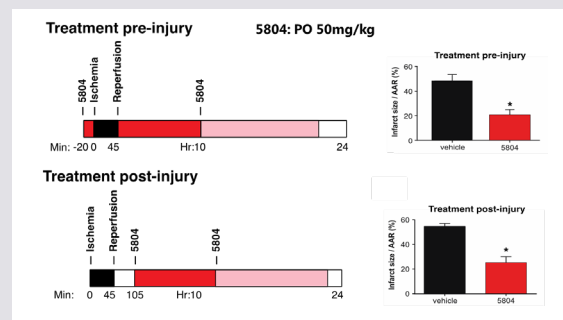 Treatment pre-injury
5804: PO 50mg/kg
5804
Ischemia
Reperfusion
5804
Min: -20 0 45 Hr:10 24
Treatment pre-injury
Infarct size / AAR (%)
60
40
20
0
*
vehicle 5804
Treatment post-injury
Ischemia
Reperfusion
5804
5804
Min: 0 45 105 Hr:10 24
Treatment post-injury
Infarct size / AAR (%)
60
40
20
0
*
vehicle 5804